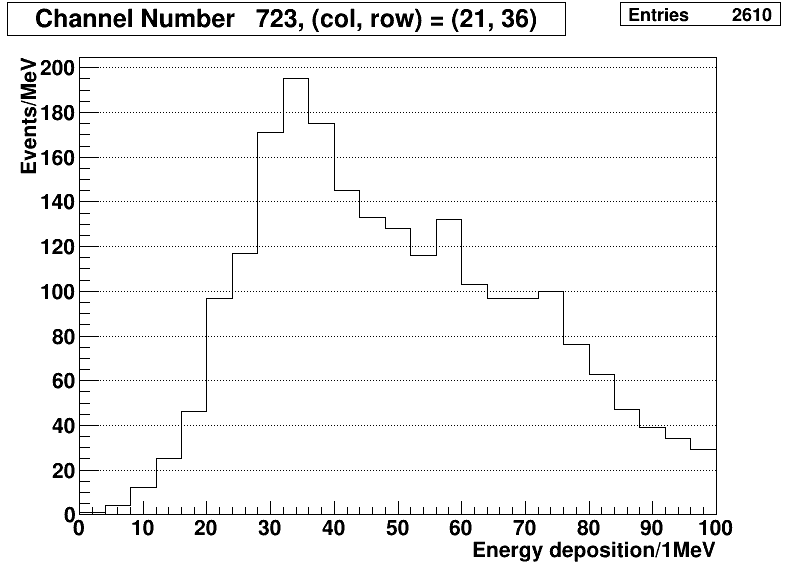 Channel Number 723, (col, row) = (21, 36)
Entries 2610
Events/MeV
200
180
160
140
120
100
80
60
40
20
0
0 10 20 30 40 50 60 70 80 90 100
Energy deposition/1MeV